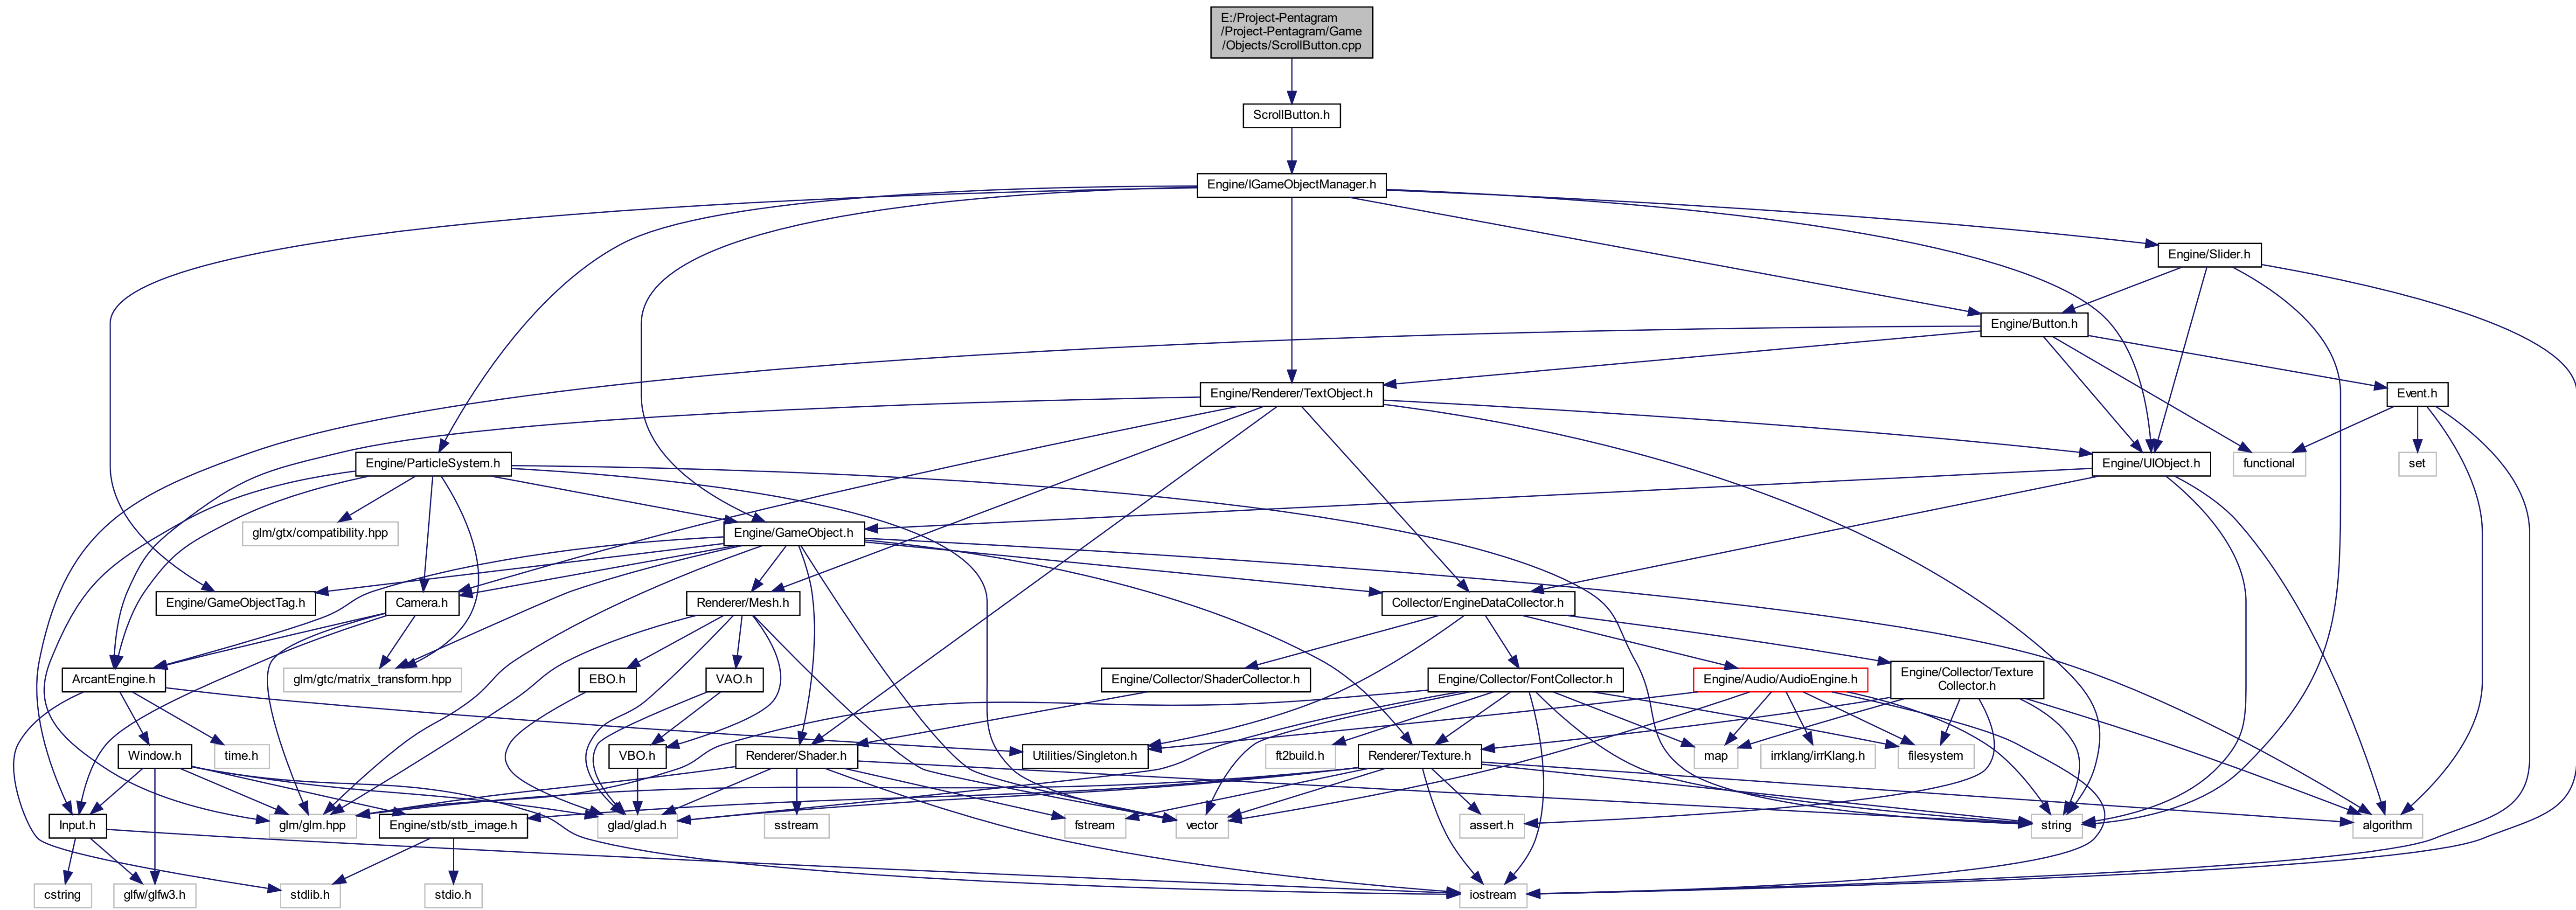 E:/Project-Pentagram
/Project-Pentagram/Game
/Objects/ScrollButton.cpp
ScrollButton.h
Engine/IGameObjectManager.h
Engine/Slider.h
Engine/Button.h
Engine/Renderer/TextObject.h
Event.h
Engine/ParticleSystem.h
Engine/UIObject.h
functional
set
glm/gtx/compatibility.hpp
Engine/GameObject.h
Engine/GameObjectTag.h
Camera.h
Renderer/Mesh.h
Collector/EngineDataCollector.h
ArcantEngine.h
glm/gtc/matrix_transform.hpp
EBO.h
VAO.h
Engine/Collector/ShaderCollector.h
Engine/Collector/FontCollector.h
Engine/Audio/AudioEngine.h
Engine/Collector/Texture
Collector.h
Window.h
time.h
VBO.h
Renderer/Shader.h
Utilities/Singleton.h
ft2build.h
Renderer/Texture.h
map
irrklang/irrKlang.h
filesystem
Input.h
glm/glm.hpp
Engine/stb/stb_image.h
glad/glad.h
sstream
fstream
vector
assert.h
string
algorithm
cstring
glfw/glfw3.h
stdlib.h
stdio.h
iostream